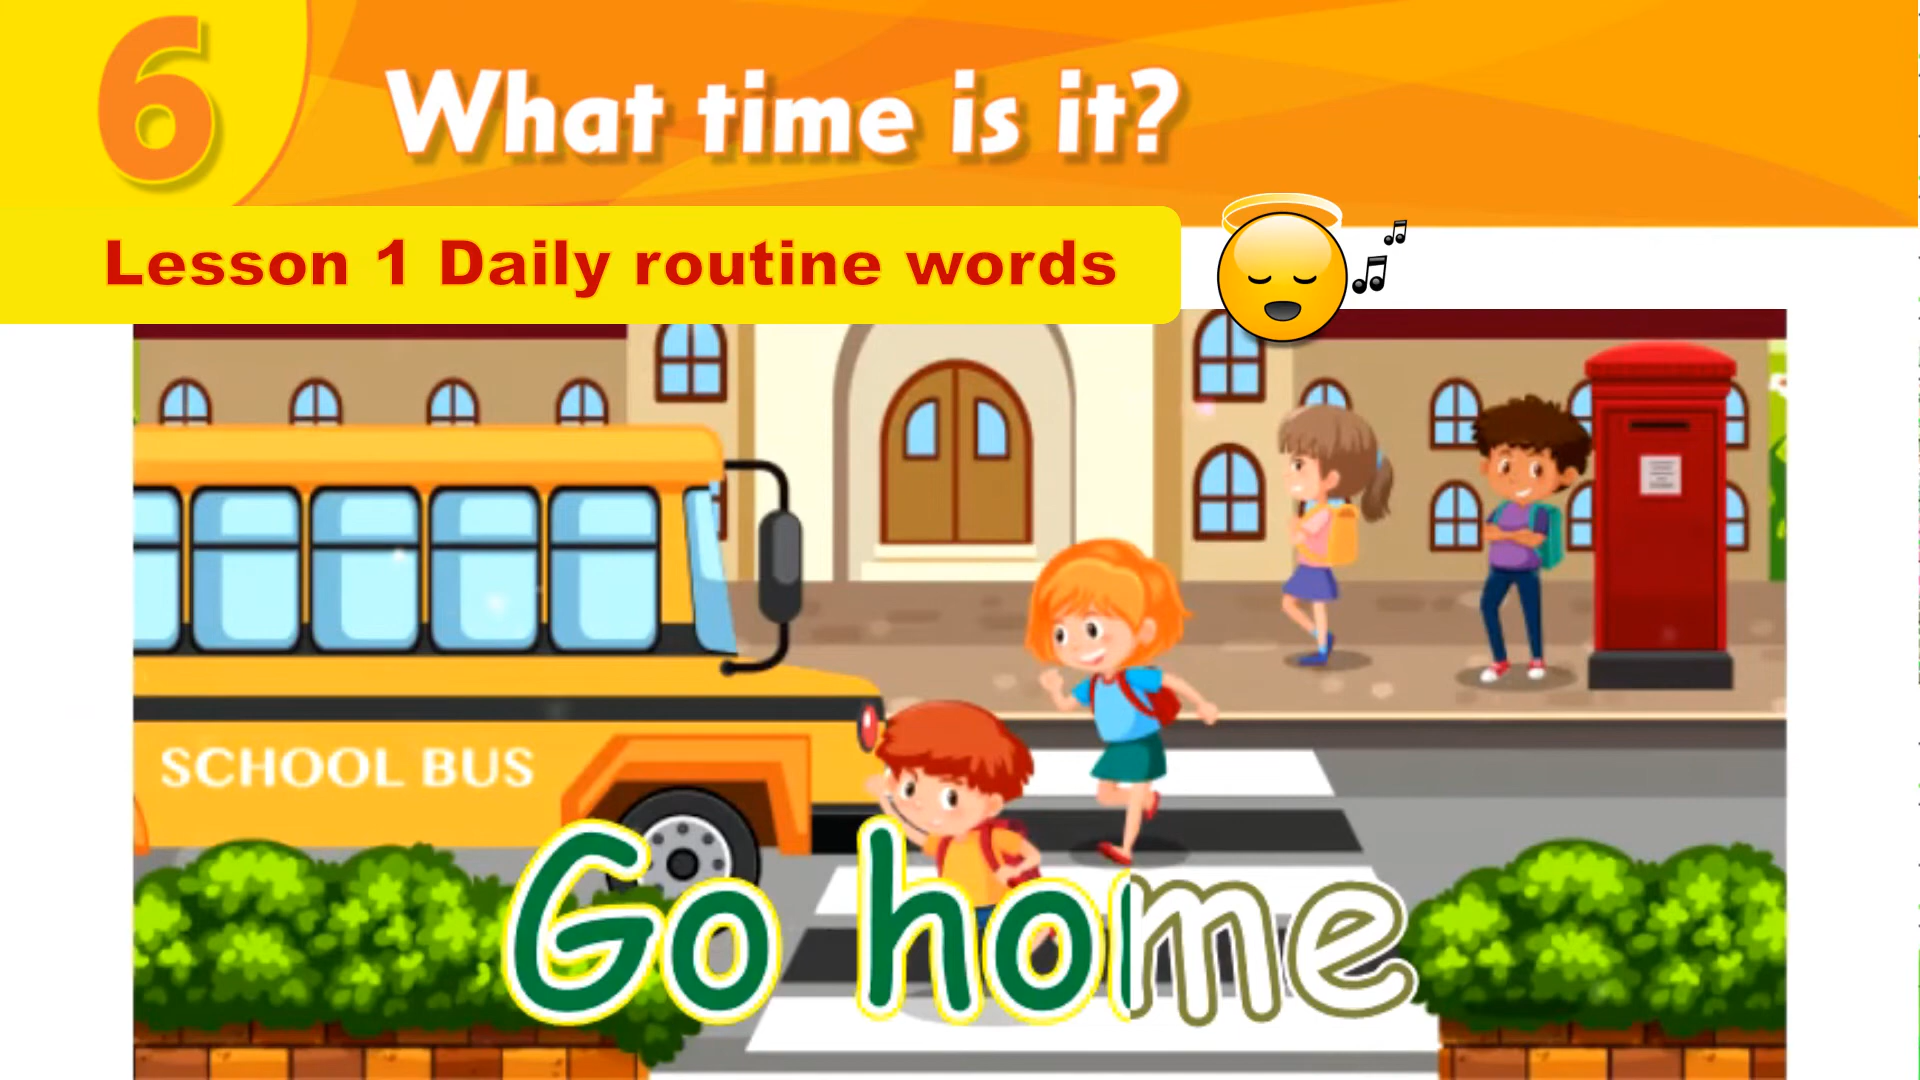 6
What time is it?
Lesson 1 Daily routine words
SCHOOL BUS
Go home